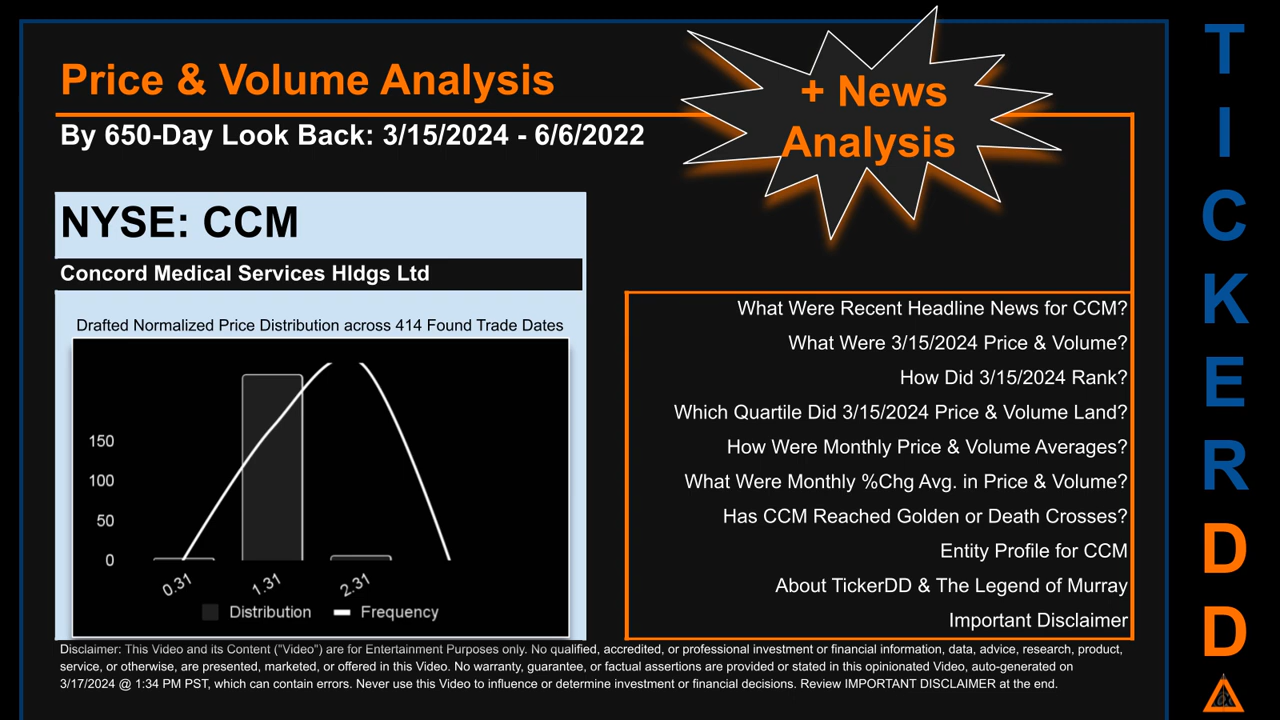 Price & Volume Analysis
+ News
Analysis
By 650-Day Look Back: 3/15/2024 - 6/6/2022
NYSE: CCM
Concord Medical Services Hldgs Ltd
Drafted Normalized Price Distribution across 414 Found Trade Dates
150
100
50
0
0.31
1.31
2.31
Distribution
Frequency
What Were Recent Headline News for CCM?
What Were 3/15/2024 Price & Volume?
How Did 3/15/2024 Rank?
Which Quartile Did 3/15/2024 Price & Volume Land?
How Were Monthly Price & Volume Averages?
What Were Monthly %Chg Avg. in Price & Volume?
Has CCM Reached Golden or Death Crosses?
Entity Profile for CCM
About TickerDD & The Legend of Murray
Important Disclaimer
Disclaimer: This Video and its Content ("Video") are for Entertainment Purposes only. No qualified, accredited, or professional investment or financial information, data, advice, research, product,
service, or otherwise, are presented, marketed, or offered in this Video. No warranty, guarantee, or factual assertions are provided or stated in this opinionated Video, auto-generated on
3/17/2024 @ 1:34 PM PST, which can contain errors. Never use this Video to influence or determine investment or financial decisions. Review IMPORTANT DISCLAIMER at the end.
T
I
C
K
E
R
D
D